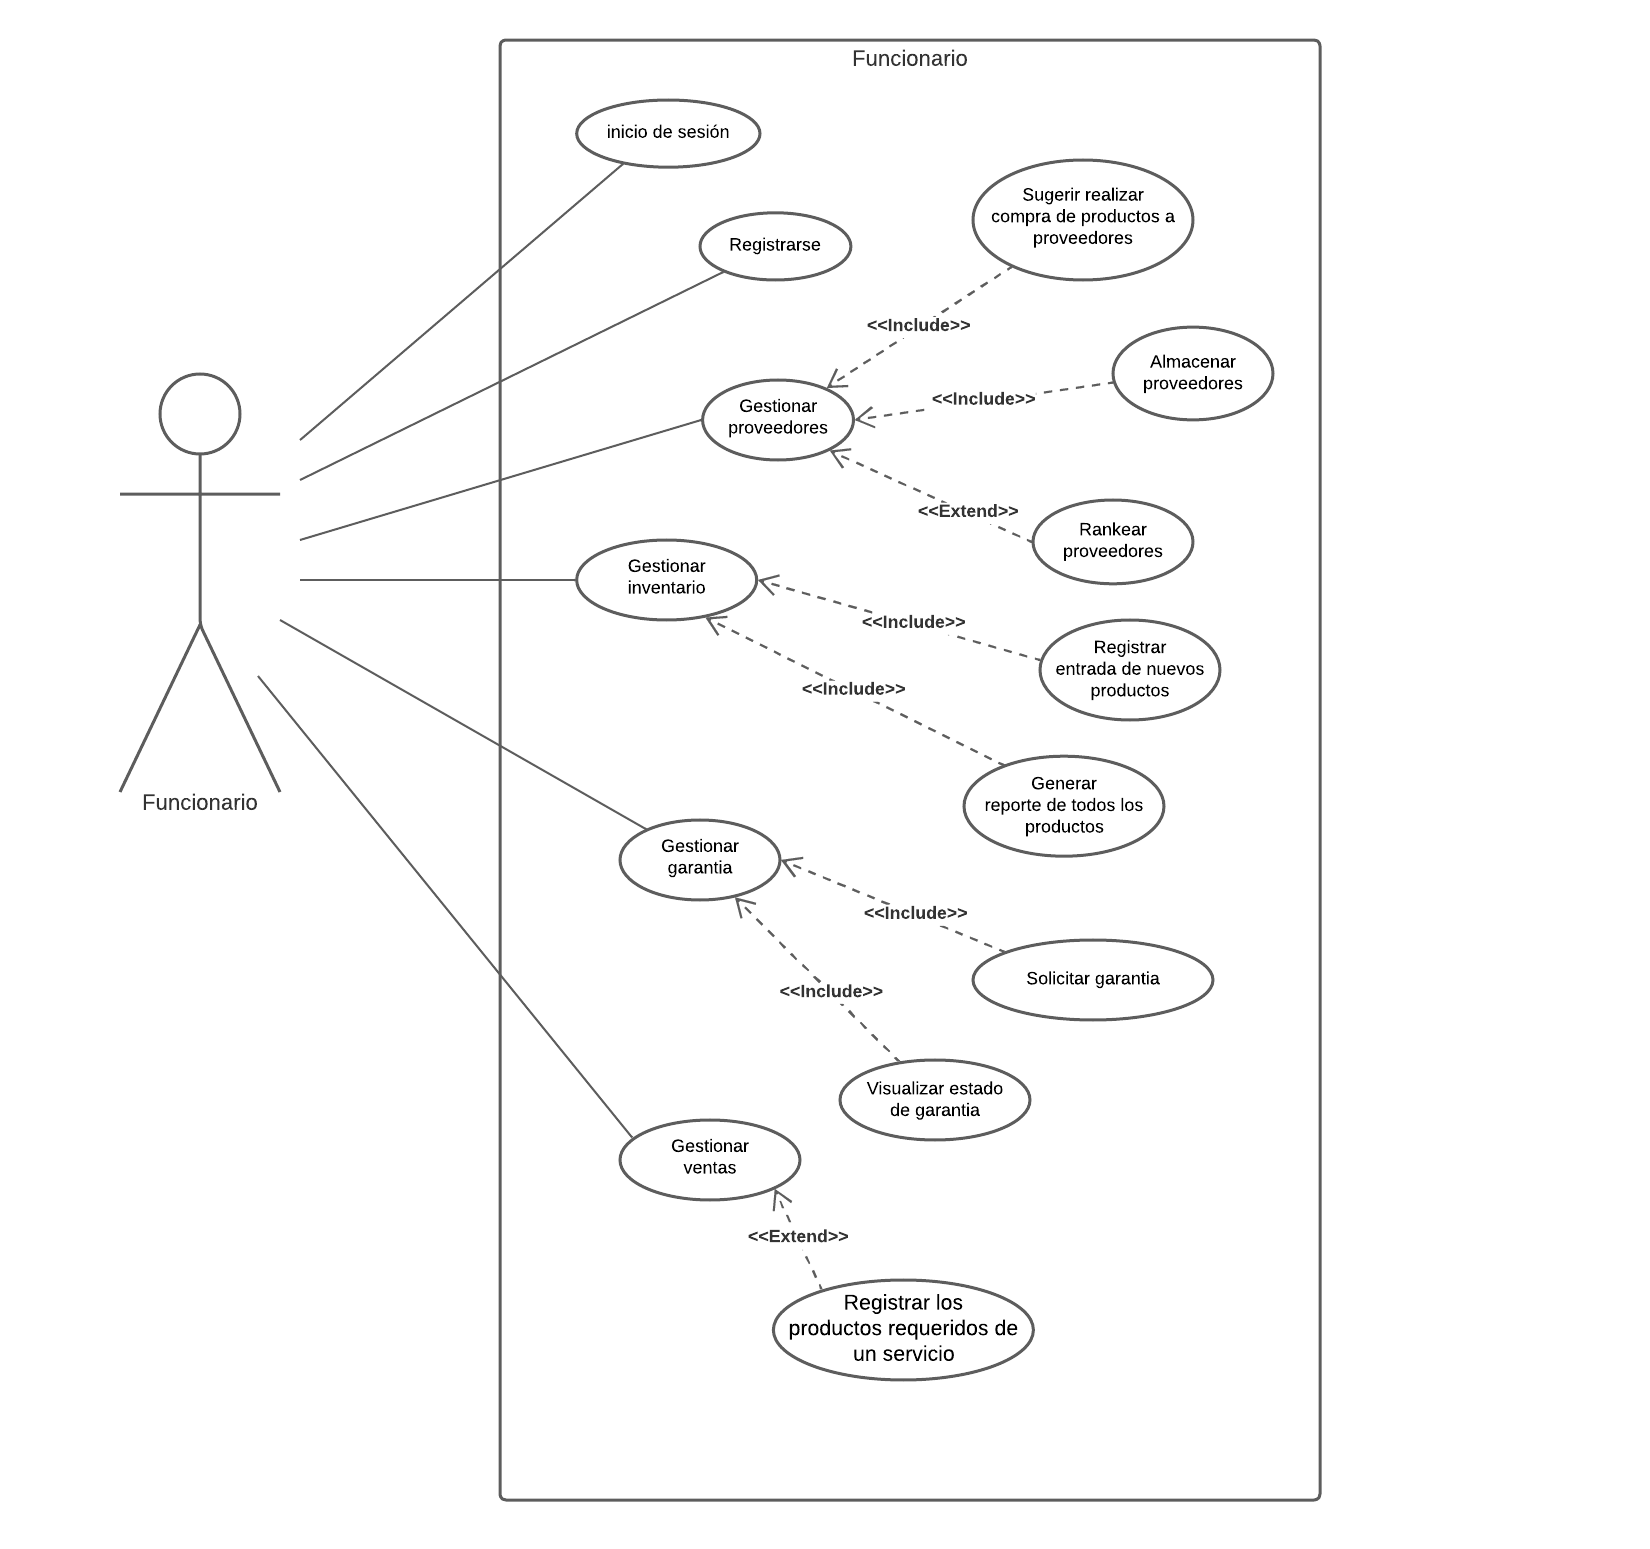 Funcionario
inicio de sesión
Registrarse
Sugerir realizar
compra de productos a
proveedores
<<Include>>
Almacenar
proveedores
<<Include>>
Gestionar
proveedores
<<Extend>>
Rankear
proveedores
Gestionar
inventario
<<Include>>
Registrar
entrada de nuevos
productos
<<Include>>
Generar
reporte de todos los
productos
Funcionario
Gestionar
garantia
<<Include>>
Solicitar garantia
<<Include>>
Visualizar estado
de garantia
Gestionar
ventas
<<Extend>>
Registrar los
productos requeridos de
un servicio